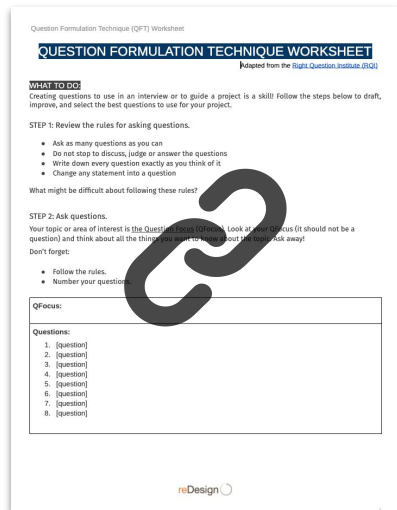 Question Formulation Technique (QFT) Worksheet
QUESTION FORMULATION TECHNIQUE WORKSHEET
Adapted from the Right Question Institute (RQI)
WHAT TO DO:
Creating questions to use in an interview or to guide a project is a skill! Follow the steps below to draft,
improve, and select the best questions to use for your project.
STEP 1: Review the rules for asking questions.
● Ask as many questions as you can
● Do not stop to discuss, judge or answer the questions
● Write down every question exactly as you think of it
● Change any statement into a question
What might be difficult about following these rules?
STEP 2: Ask questions.
Your topic or area of interest is the Question Focus (QFocus). Look at your QFocus (it should not be a
question) and think about all the things you want to know about the topic. Ask away!
Don't forget:
● Follow the rules.
● Number your questions.
QFocus:
Questions:
1. [question]
2. [question]
3. [question]
4. [question]
5. [question]
6. [question]
7. [question]
8. [question]
reDesign